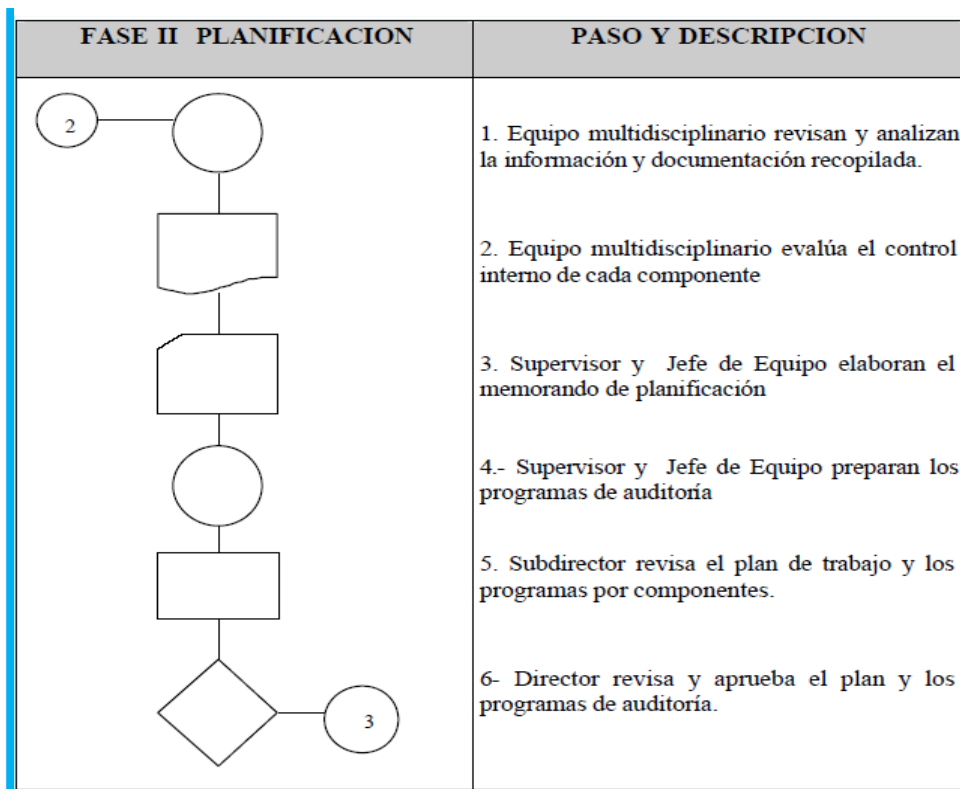 FASE II PLANIFICACION
PASO Y DESCRIPCION
2
1. Equipo multidisciplinario revisan y analizan
la información y documentación recopilada.
2. Equipo multidisciplinario evalúa el control
interno de cada componente
3. Supervisor y Jefe de Equipo elaboran el
memorando de planificación
4.- Supervisor y Jefe de Equipo preparan los
programas de auditoría
5. Subdirector revisa el plan de trabajo y los
programas por componentes.
6- Director revisa y aprueba el plan y los
programas de auditoría.
3